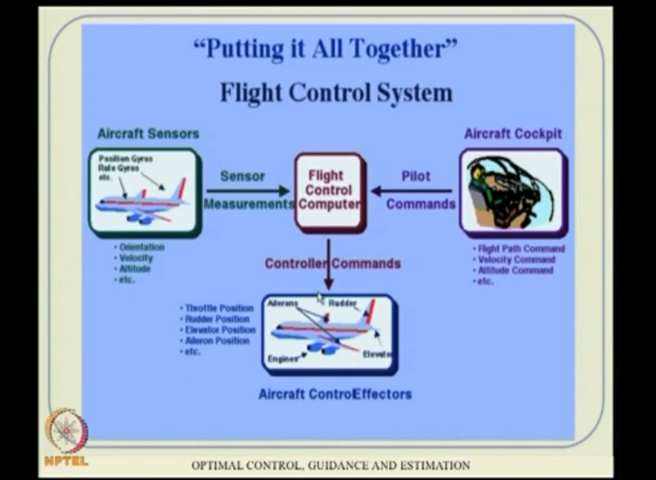 “Putting it All Together”
Flight Control System
Aircraft Sensors
Aircraft Cockpit
Position Gyros
Rate Gyros
etc.
Sensor
Measurements
Flight
Control
Computer
Pilot
Commands
• Orientation
• Velocity
• Altitude
• etc.
• Flight Path Command
• Velocity Command
• Altitude Command
• etc.
Controller Commands
• Throttle Position
• Rudder Position
• Elevator Position
• Aileron Position
• etc.
Ailerons
Rudder
Engines
Elevator
Aircraft ControlEffectors
NPTEL
OPTIMAL CONTROL, GUIDANCE AND ESTIMATION